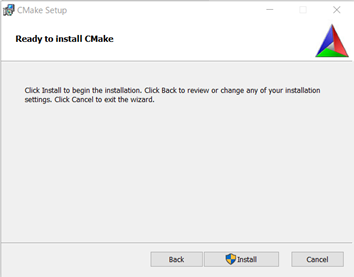 CMake Setup
Ready to install CMake
Click Install to begin the installation. Click Back to review or change any of your installation
settings. Click Cancel to exit the wizard.
Back
Install
Cancel